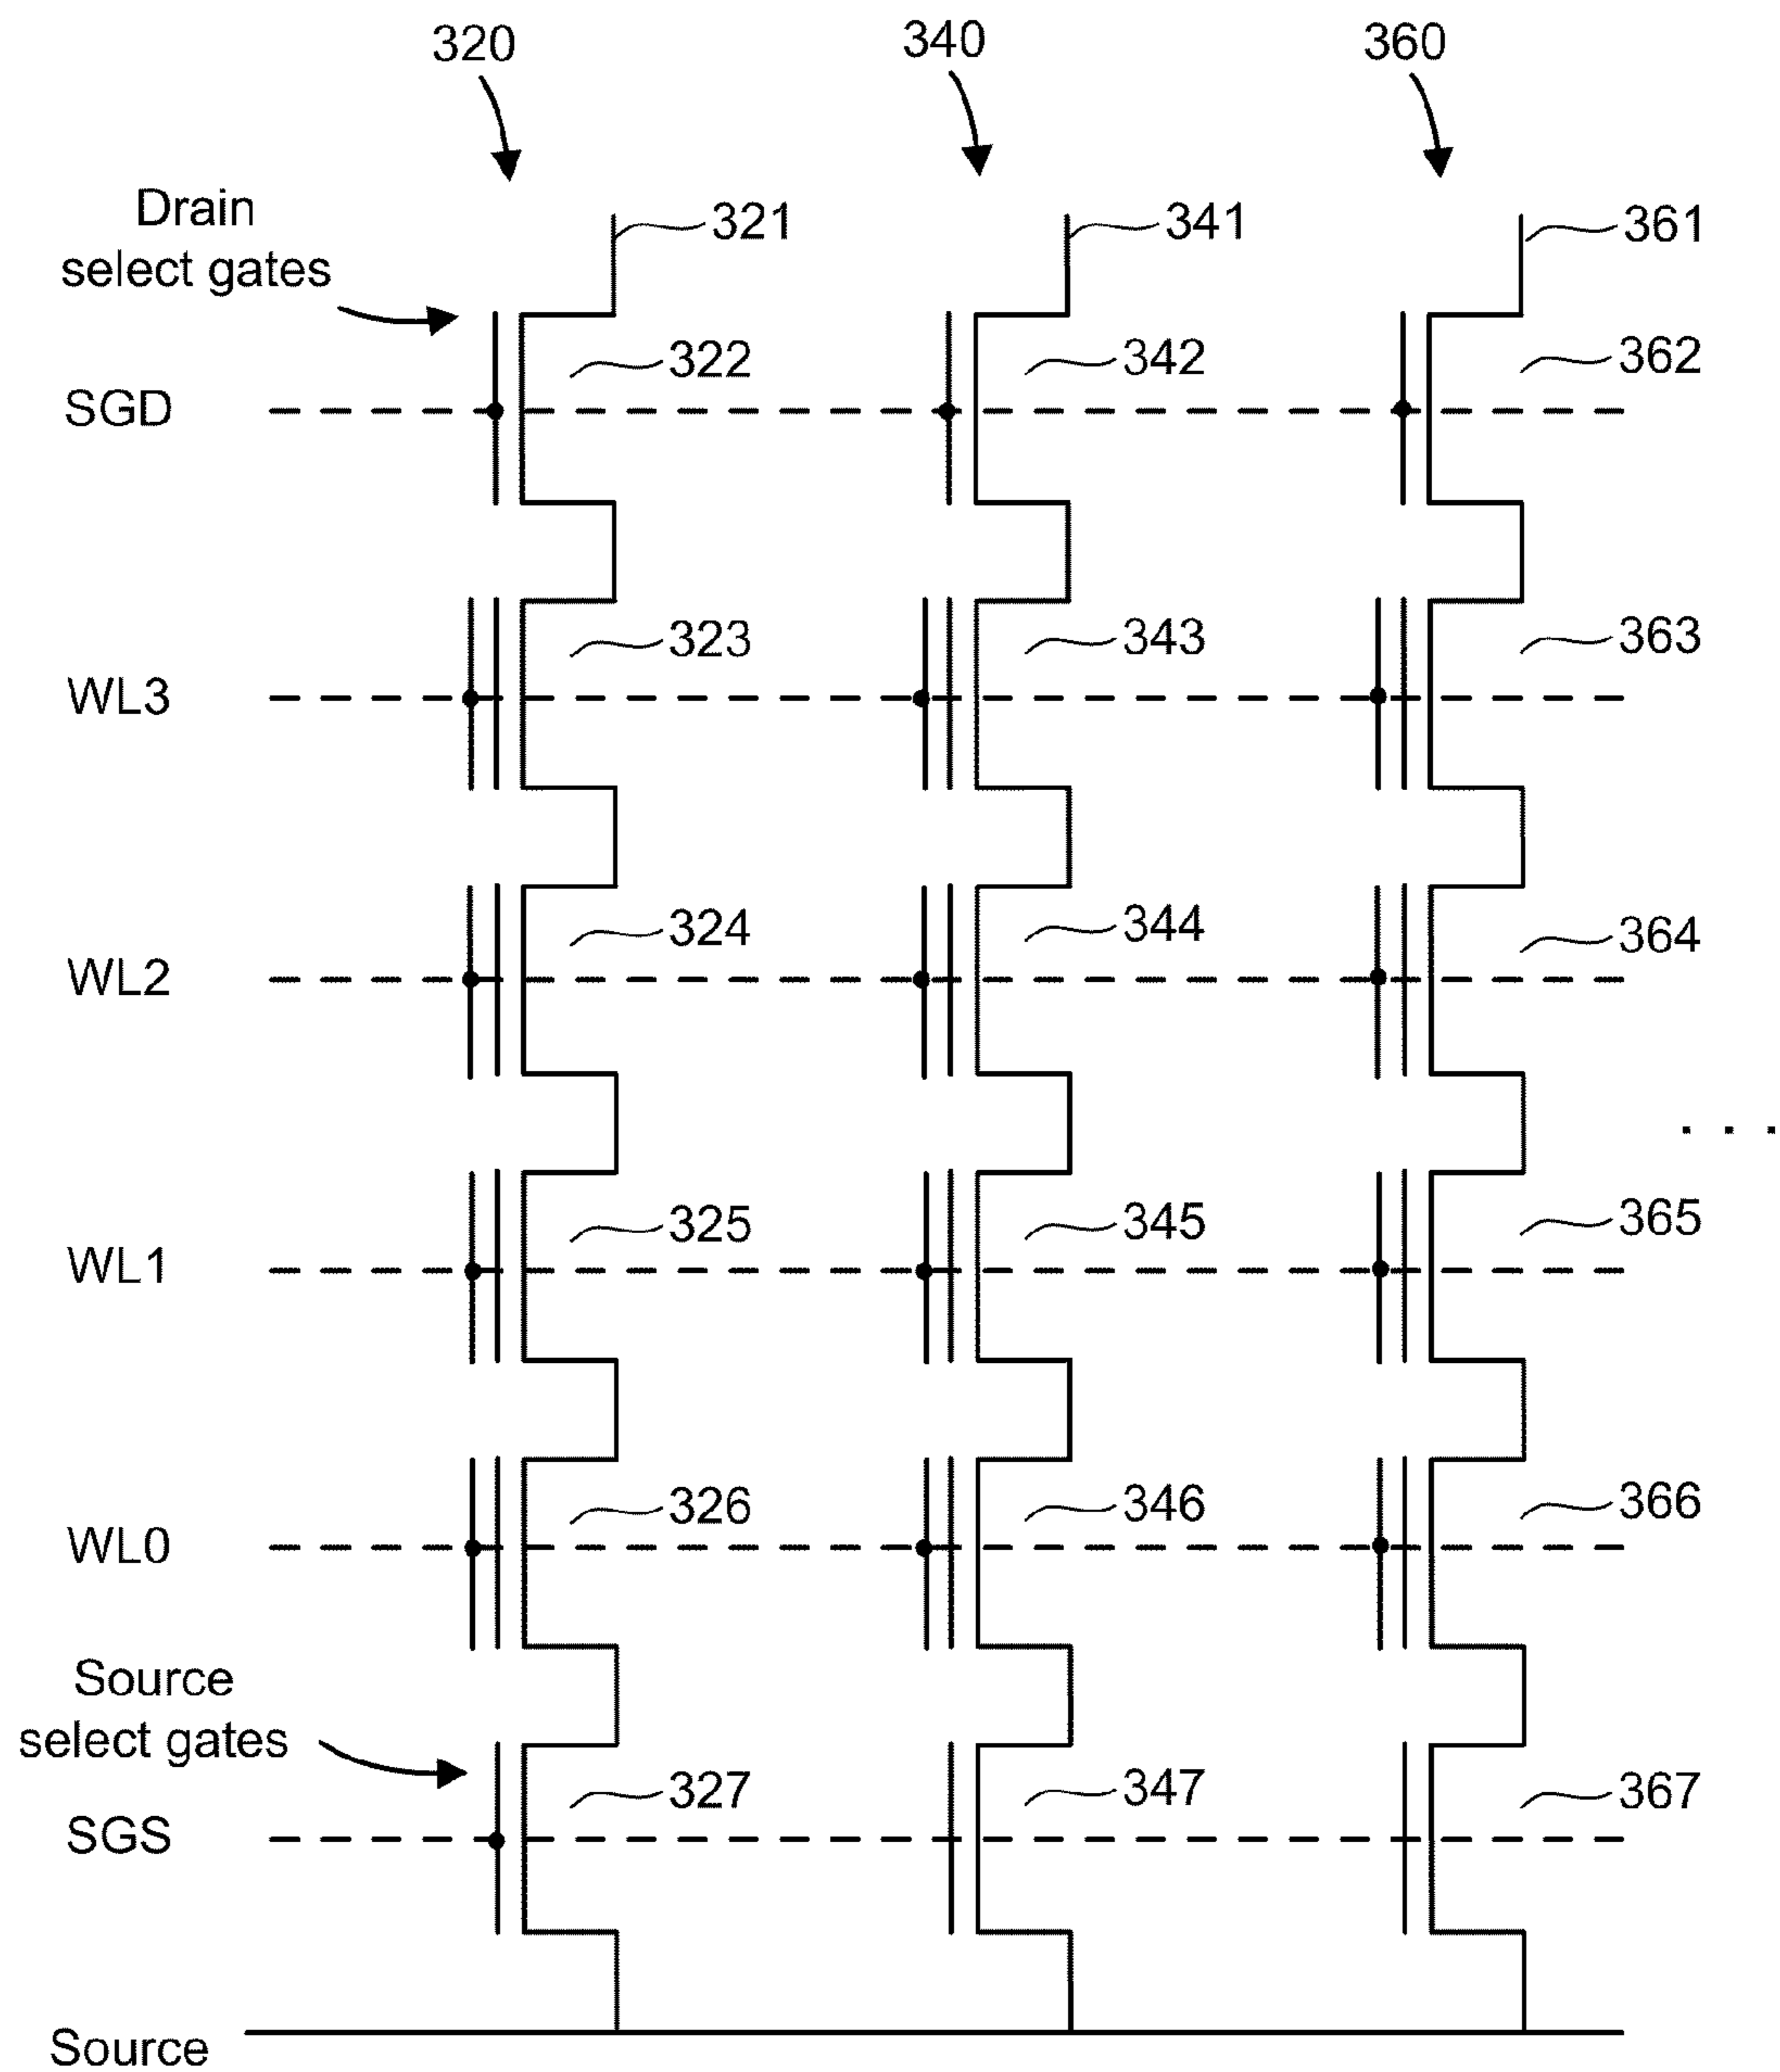 320 340 360
Drain
select gates
321 341 361
322 342 362
SGD
323 343 363
WL3
324 344 364
WL2
. . .
325 345 365
WL1
326 346 366
WL0
Source
select gates
327 347 367
SGS
Source